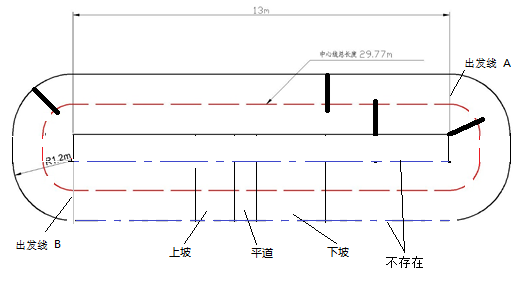 13m
中心线总长度 29.77m
出发线 A
R1.2m
出发线 B
上坡
平道
下坡
不存在